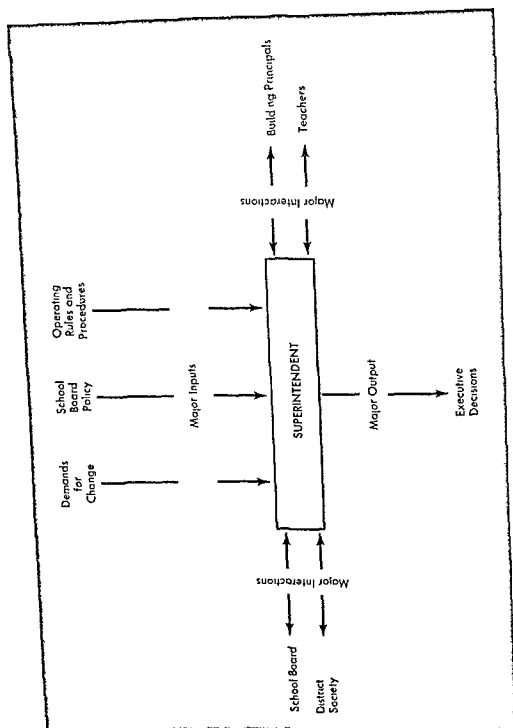 Demands
for
Change
School
Board
Policy
Operating
Rules and
Procedures
Major Inputs
School Board
District
Society
Major Interactions
SUPERINTENDENT
Major Interactions
Building Principals
Teachers
Major Output
Executive
Decisions